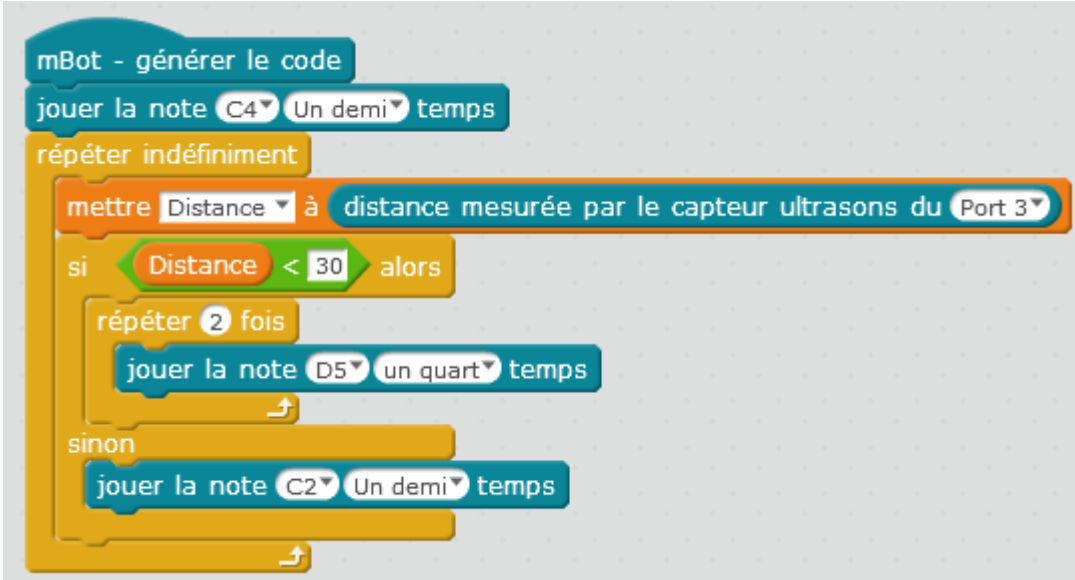 mBot - générer le code
jouer la note C4 Un demi temps
répéter indéfiniment
mettre Distance à distance mesurée par le capteur ultrasons du Port 3
si Distance < 30 alors
répéter 2 fois
jouer la note D5 un quart temps
sinon
jouer la note C2 Un demi temps